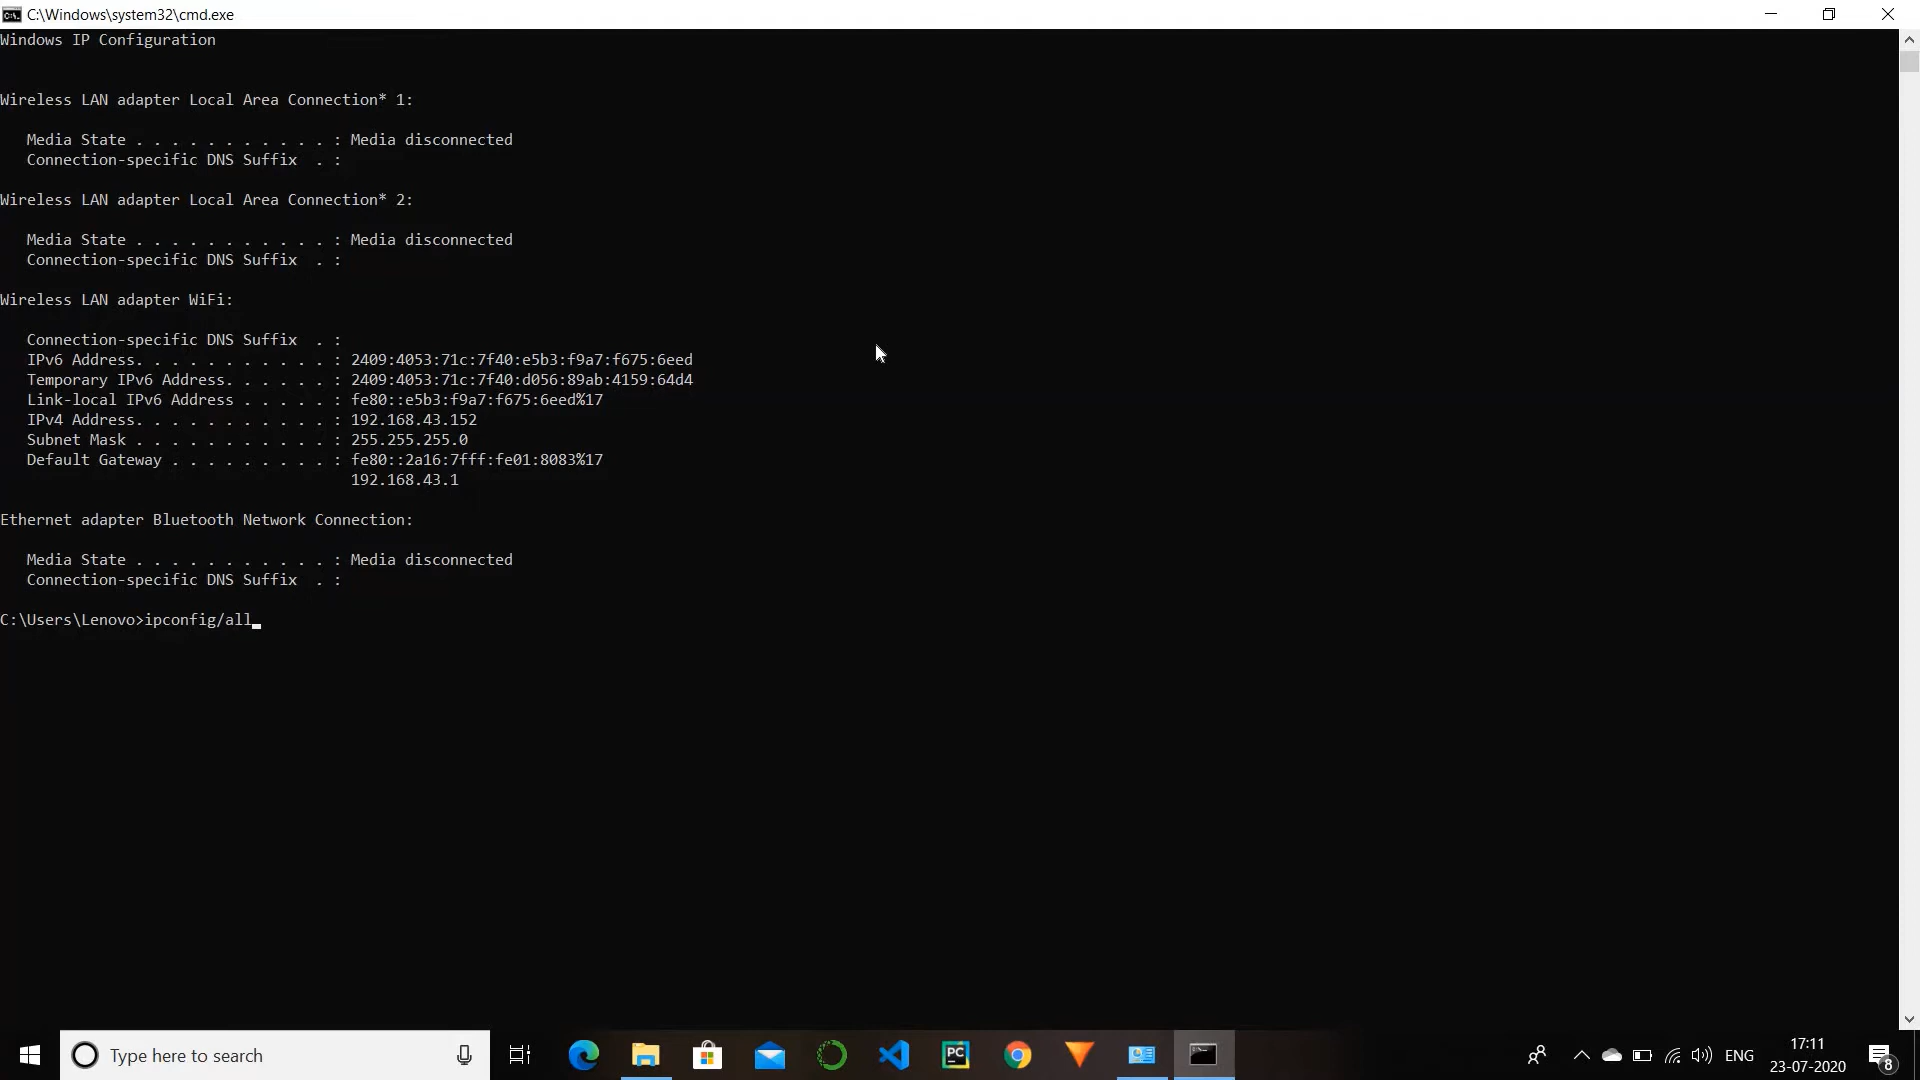 C:\Windows\system32\cmd.exe
Windows IP Configuration
Wireless LAN adapter Local Area Connection* 1:
Media State . . . . . . . . . . . : Media disconnected
Connection-specific DNS Suffix  . :
Wireless LAN adapter Local Area Connection* 2:
Media State . . . . . . . . . . . : Media disconnected
Connection-specific DNS Suffix  . :
Wireless LAN adapter WiFi:
Connection-specific DNS Suffix  . :
IPv6 Address. . . . . . . . . . . : 2409:4053:71c:7f40:e5b3:f9a7:f675:6eed
Temporary IPv6 Address. . . . . . : 2409:4053:71c:7f40:d056:89ab:4159:64d4
Link-local IPv6 Address . . . . . : fe80::e5b3:f9a7:f675:6eed%17
IPv4 Address. . . . . . . . . . . : 192.168.43.152
Subnet Mask . . . . . . . . . . . : 255.255.255.0
Default Gateway . . . . . . . . . : fe80::2a16:7fff:fe01:8083%17
192.168.43.1
Ethernet adapter Bluetooth Network Connection:
Media State . . . . . . . . . . . : Media disconnected
Connection-specific DNS Suffix  . :
C:\Users\Lenovo>ipconfig/all
Type here to search
PC
ENG
17:11
23-07-2020
8